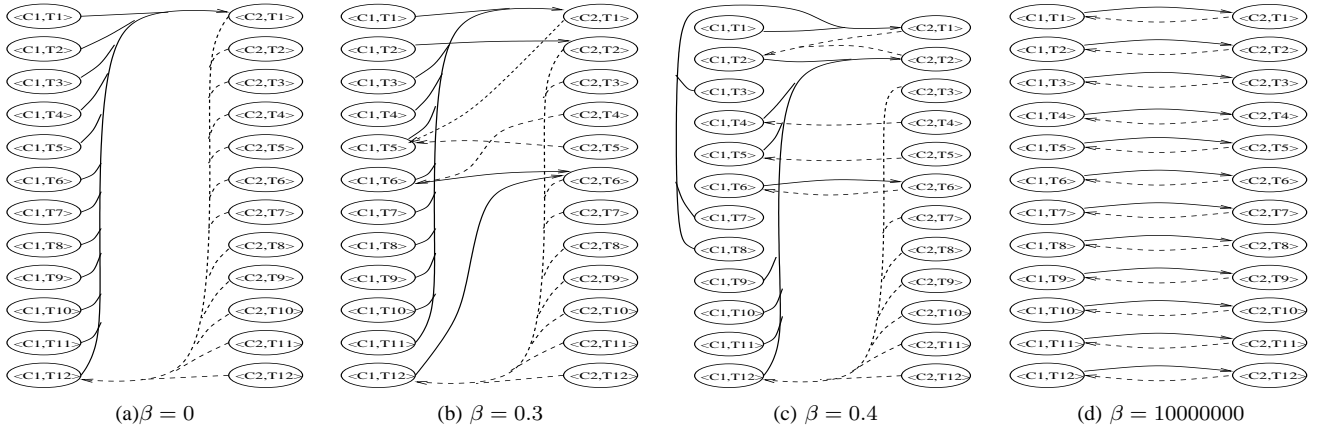 <C1,T1> <C2,T1> <C1,T1> <C2,T1> <C1,T1> <C2,T1> <C1,T1> <C2,T1>
<C1,T2> <C2,T2> <C1,T2> <C2,T2> <C1,T2> <C2,T2> <C1,T2> <C2,T2>
<C1,T3> <C2,T3> <C1,T3> <C2,T3> <C1,T3> <C2,T3> <C1,T3> <C2,T3>
<C1,T4> <C2,T4> <C1,T4> <C2,T4> <C1,T4> <C2,T4> <C1,T4> <C2,T4>
<C1,T5> <C2,T5> <C1,T5> <C2,T5> <C1,T5> <C2,T5> <C1,T5> <C2,T5>
<C1,T6> <C2,T6> <C1,T6> <C2,T6> <C1,T6> <C2,T6> <C1,T6> <C2,T6>
<C1,T7> <C2,T7> <C1,T7> <C2,T7> <C1,T7> <C2,T7> <C1,T7> <C2,T7>
<C1,T8> <C2,T8> <C1,T8> <C2,T8> <C1,T8> <C2,T8> <C1,T8> <C2,T8>
<C1,T9> <C2,T9> <C1,T9> <C2,T9> <C1,T9> <C2,T9> <C1,T9> <C2,T9>
<C1,T10> <C2,T10> <C1,T10> <C2,T10> <C1,T10> <C2,T10> <C1,T10> <C2,T10>
<C1,T11> <C2,T11> <C1,T11> <C2,T11> <C1,T11> <C2,T11> <C1,T11> <C2,T11>
<C1,T12> <C2,T12> <C1,T12> <C2,T12> <C1,T12> <C2,T12> <C1,T12> <C2,T12>
(a)β = 0 (b) β = 0.3 (c) β = 0.4 (d) β = 10000000